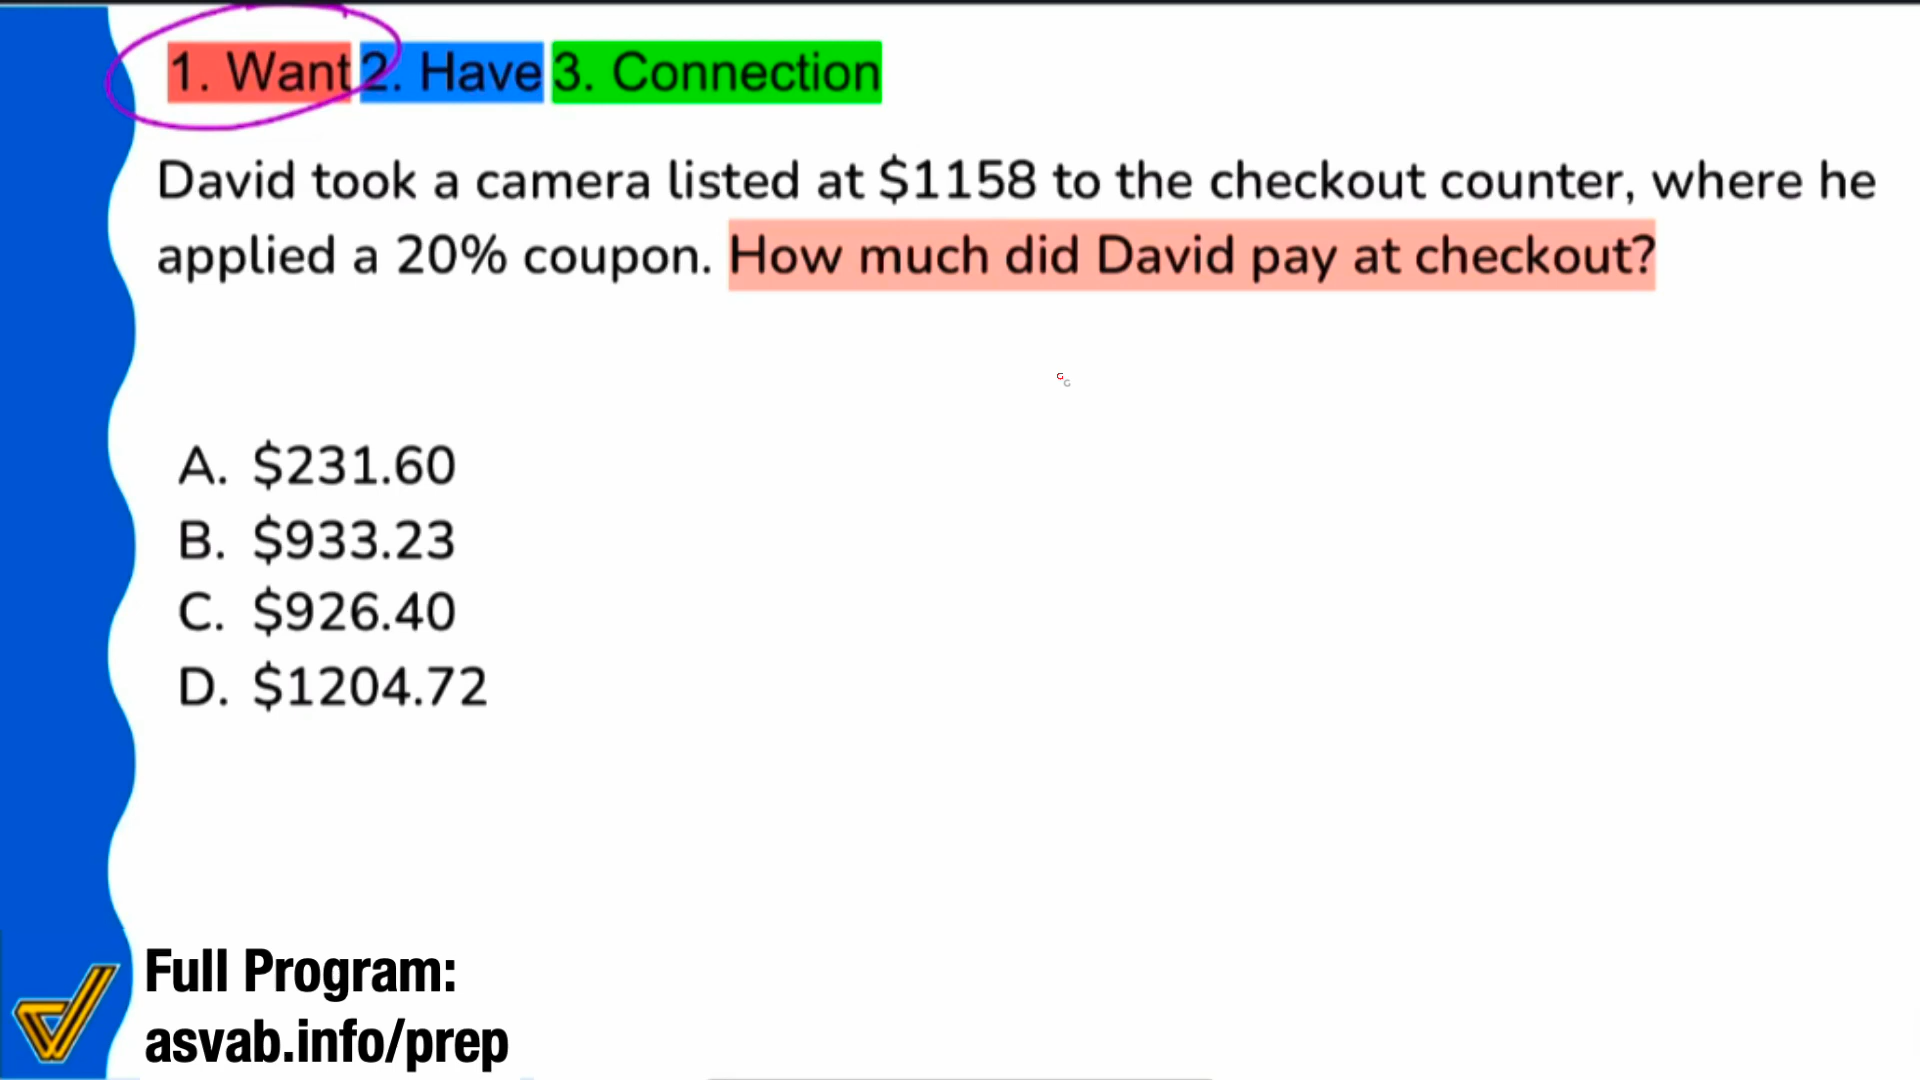 1. Want 2. Have 3. Connection
David took a camera listed at $1158 to the checkout counter, where he
applied a 20% coupon. How much did David pay at checkout?
A. $231.60
B. $933.23
C. $926.40
D. $1204.72
Full Program:
asvab.info/prep